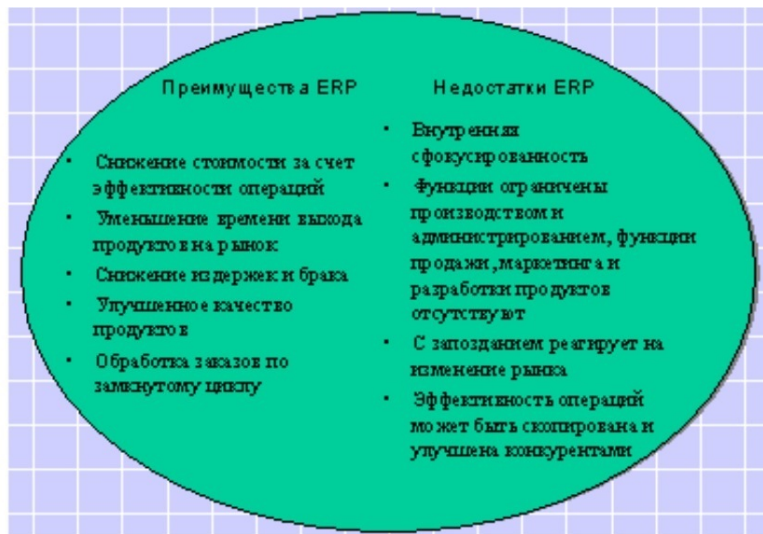 Преимущества ERP
• Снижение стоимости за счет
эффективности операций
• Уменьшение времени выхода
продуктов на рынок
• Снижение издержек и брака
• Улучшенное качество
продуктов
• Обработка заказов по
замкнутому циклу
Недостатки ERP
• Внутренняя
сфокусированность
• Функции ограничены
производством и
администрированием, функции
продажи, маркетинга и
разработки продуктов
отсутствуют
• С запозданием реагирует на
изменение рынка
• Эффективность операций
может быть скопирована и
улучшена конкурентами